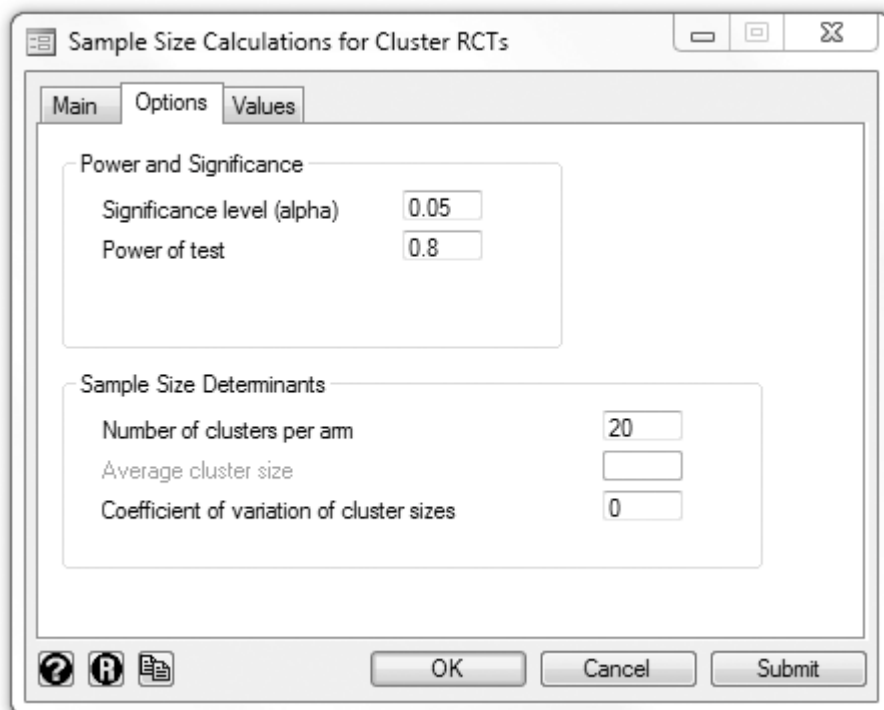 Sample Size Calculations for Cluster RCTs
Main Options Values
Power and Significance
Significance level (alpha) 0.05
Power of test 0.8
Sample Size Determinants
Number of clusters per arm 20
Average cluster size
Coefficient of variation of cluster sizes 0
? R OK Cancel Submit